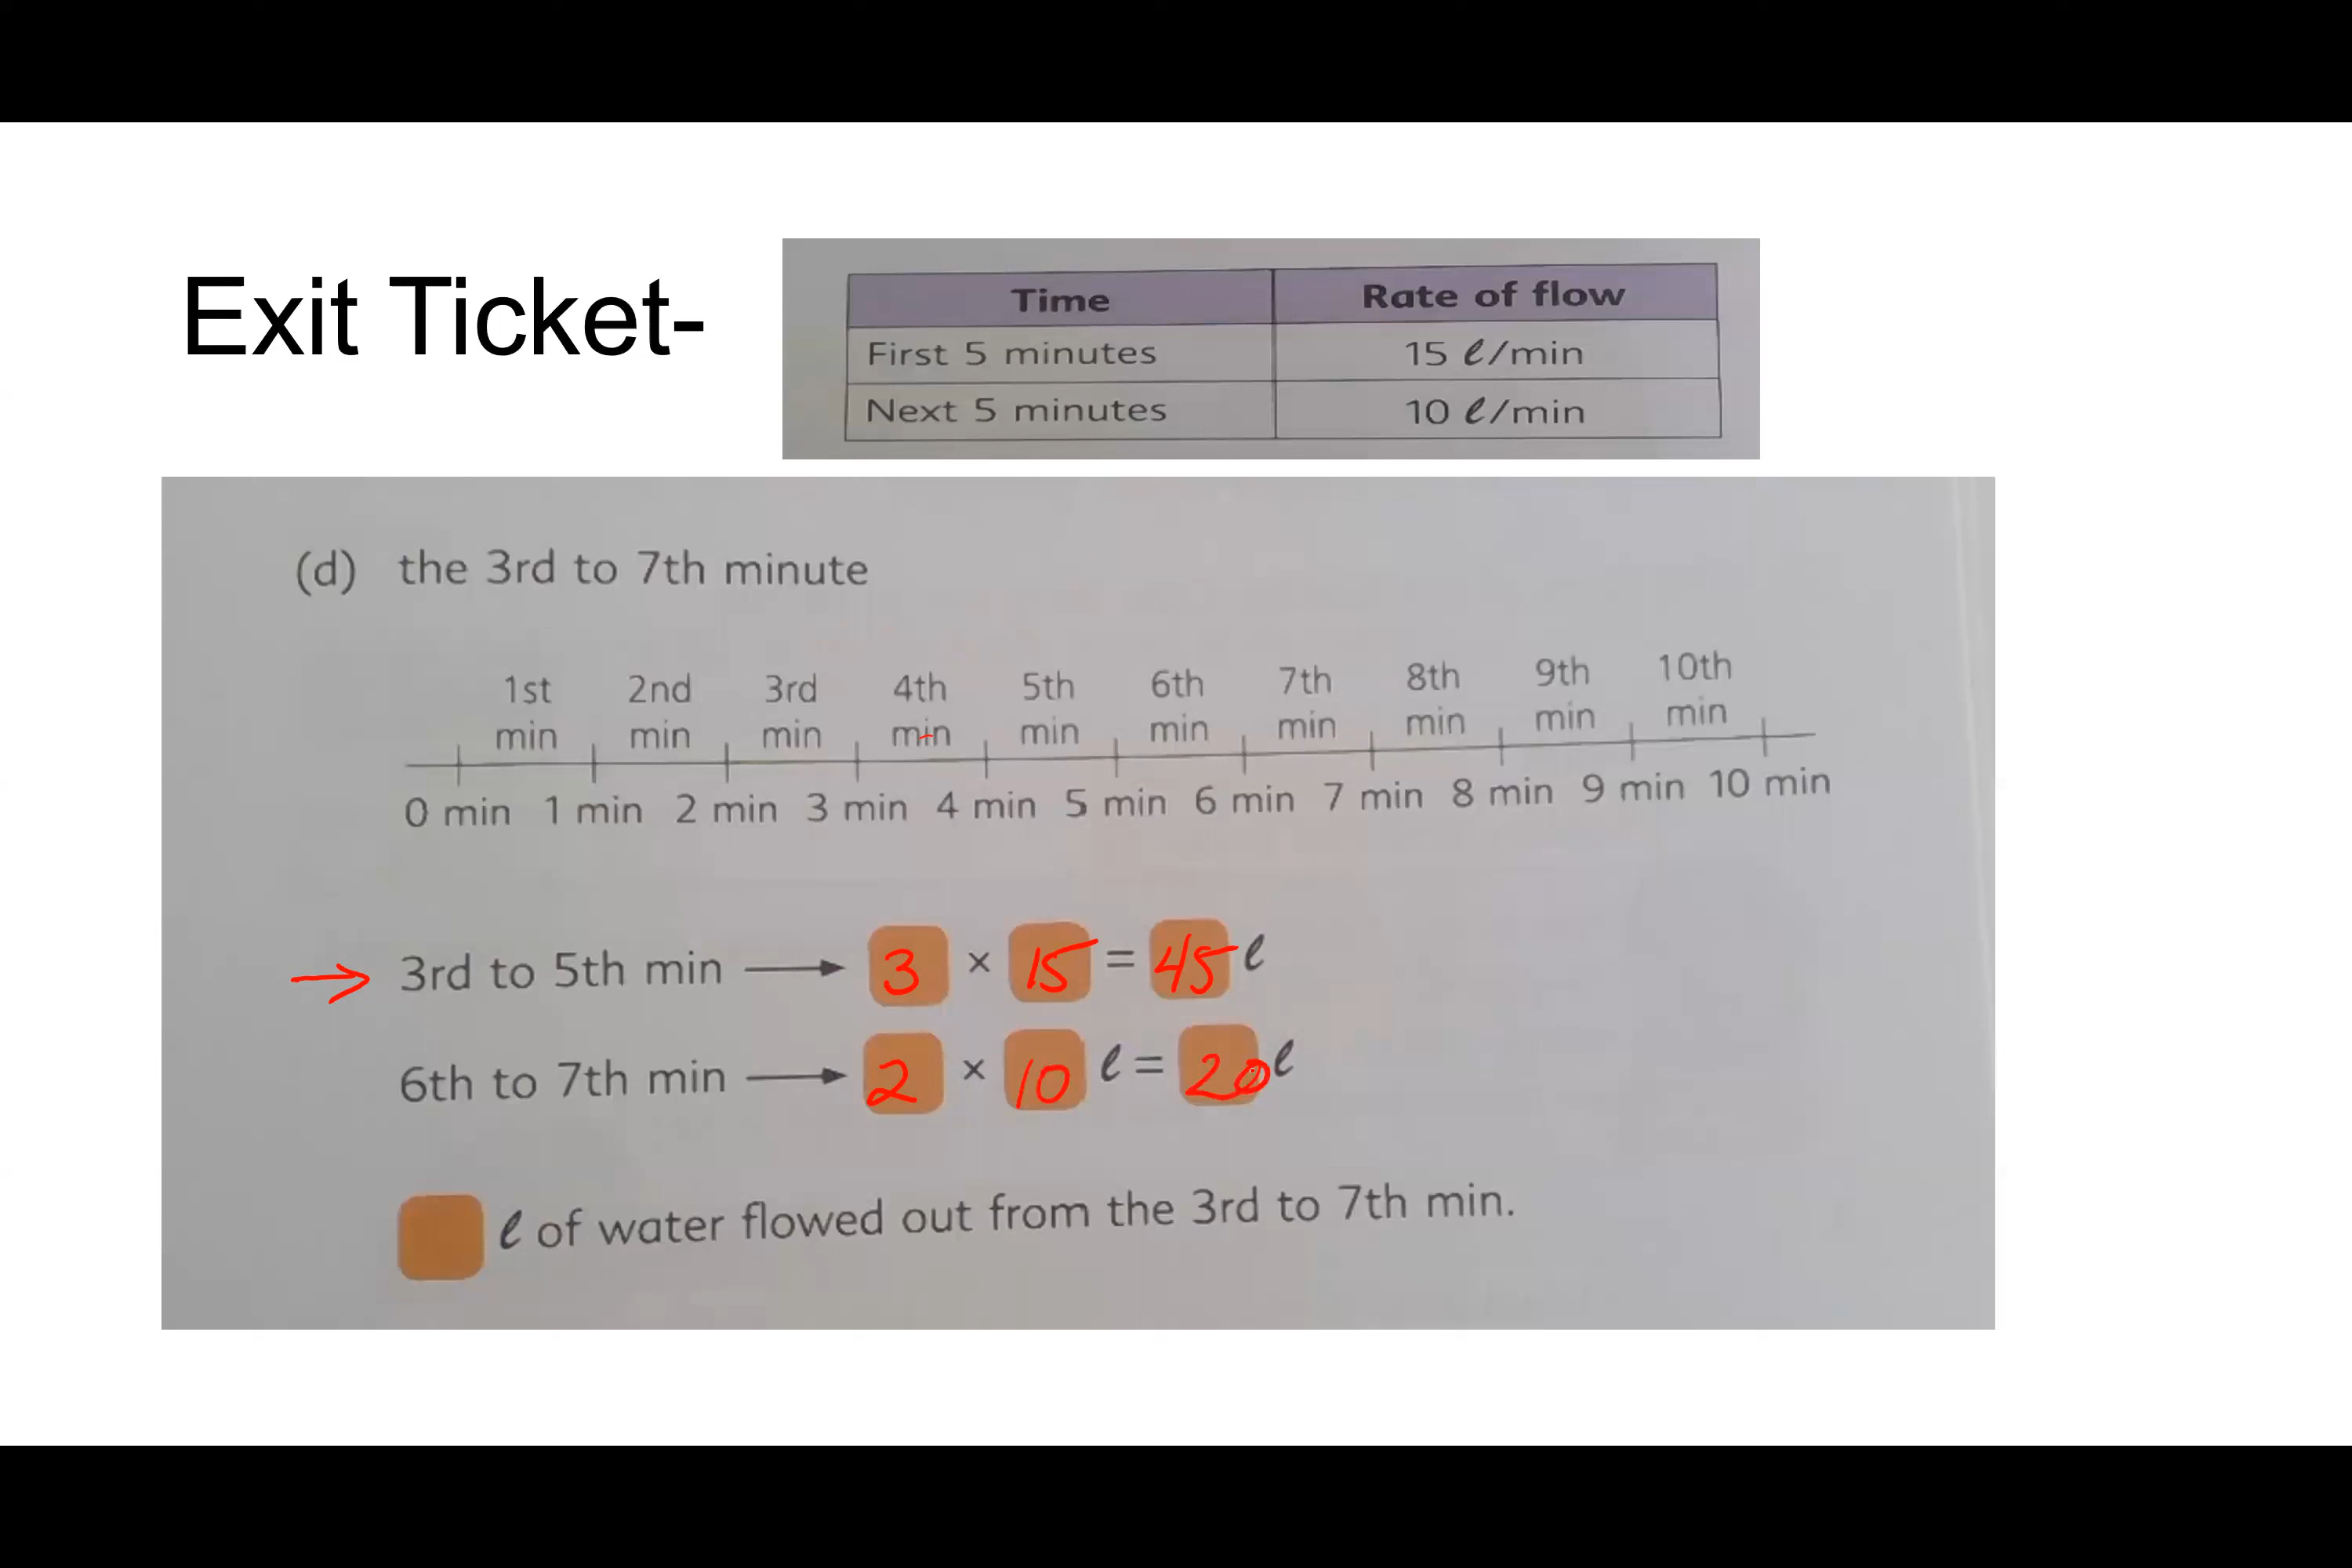 Exit Ticket-
Time Rate of flow
First 5 minutes 15 ℓ/min
Next 5 minutes 10 ℓ/min
(d) the 3rd to 7th minute
1st min 2nd min 3rd min 4th min 5th min 6th min 7th min 8th min 9th min 10th min
0 min 1 min 2 min 3 min 4 min 5 min 6 min 7 min 8 min 9 min 10 min
→ 3rd to 5th min → 3 × 15 = 45 ℓ
6th to 7th min → 2 × 10 ℓ = 20 ℓ
ℓ of water flowed out from the 3rd to 7th min.